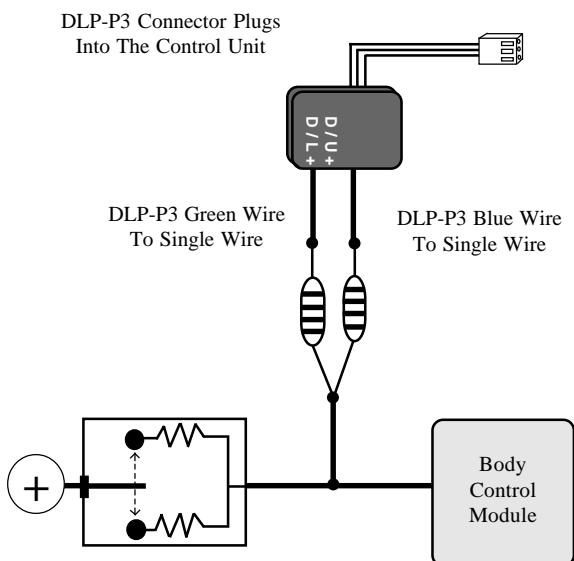 DLP-P3 Connector Plugs
Into The Control Unit
D/L+
D/U+
DLP-P3 Green Wire
To Single Wire
DLP-P3 Blue Wire
To Single Wire
+
Body
Control
Module